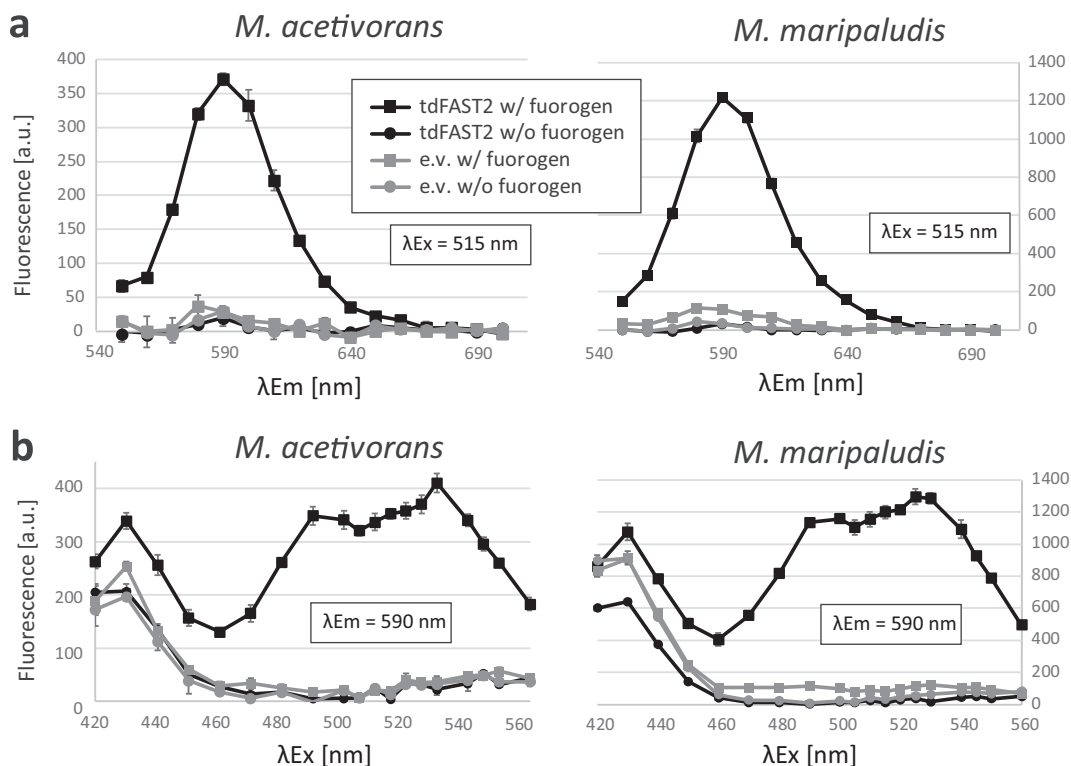 a
M. acetivorans
M. maripaludis
400
350
300
250
200
150
100
50
0
Fluorescence [a.u.]
540
590
640
690
λEm [nm]
tdFAST2 w/ fuorogen
tdFAST2 w/o fuorogen
e.v. w/ fuorogen
e.v. w/o fuorogen
λEx = 515 nm
1400
1200
1000
800
600
400
200
0
540
590
640
690
λEm [nm]
λEx = 515 nm
b
M. acetivorans
M. maripaludis
400
300
200
100
0
Fluorescence [a.u.]
420
440
460
480
500
520
540
560
λEx [nm]
λEm = 590 nm
1400
1200
1000
800
600
400
200
0
420
440
460
480
500
520
540
560
λEx [nm]
λEm = 590 nm